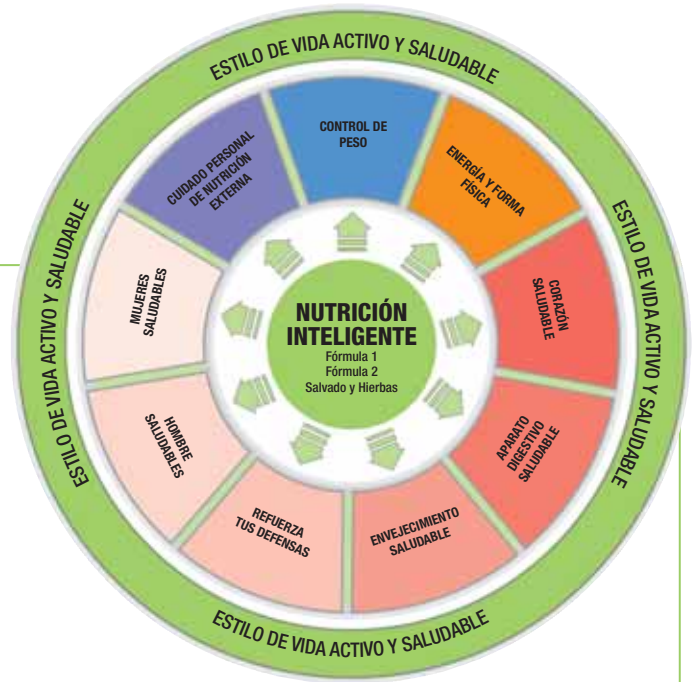 ESTILO DE VIDA ACTIVO Y SALUDABLE
CONTROL DE
PESO
ENERGÍA Y FORMA
FÍSICA
CORAZÓN
SALUDABLE
APARATO
DIGESTIVO
SALUDABLE
ENVEJECIMIENTO
SALUDABLE
REFUERZA
TUS DEFENSAS
HOMBRE
SALUDABLES
MUJERES
SALUDABLES
CUIDADO PERSONAL
DE NUTRICIÓN
EXTERNA
NUTRICIÓN
INTELIGENTE
Fórmula 1
Fórmula 2
Salvado y Hierbas
ESTILO DE VIDA ACTIVO Y SALUDABLE
ESTILO DE VIDA ACTIVO Y SALUDABLE
ESTILO DE VIDA ACTIVO Y SALUDABLE